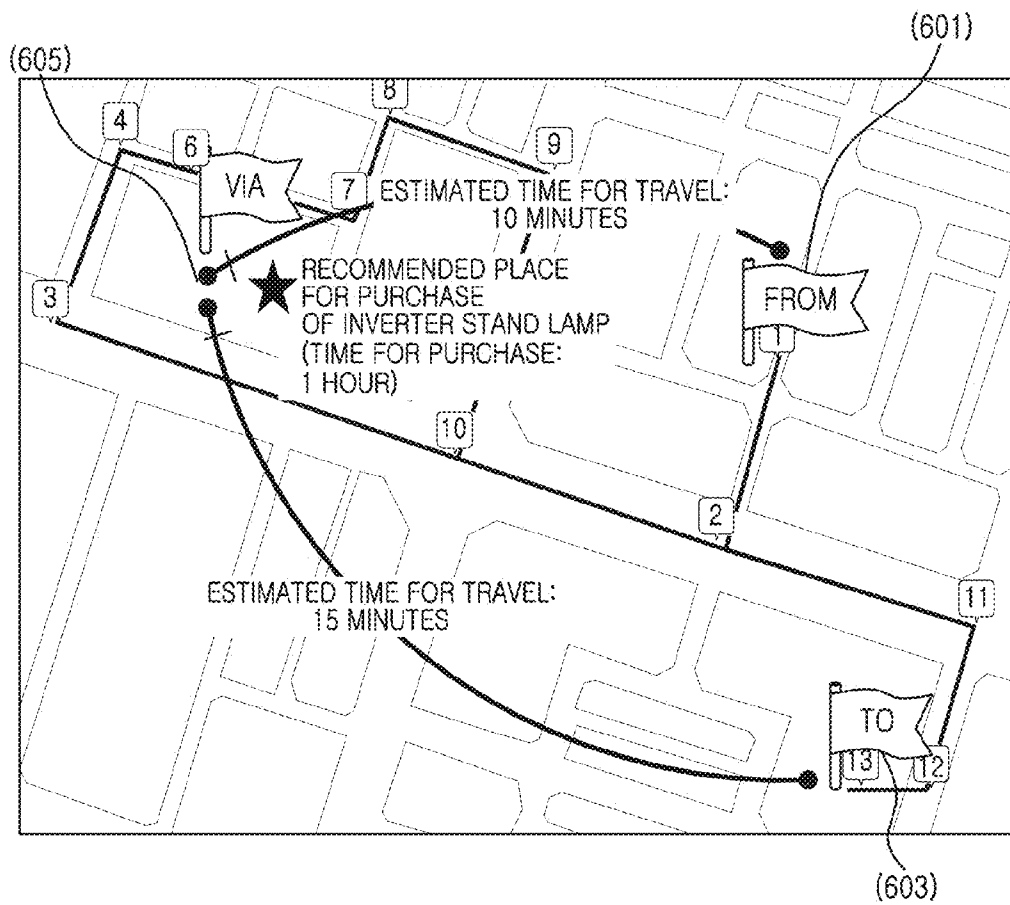 (601)
(605)
8
4
9
6
VIA
7
ESTIMATED TIME FOR TRAVEL:
10 MINUTES
RECOMMENDED PLACE
FOR PURCHASE
OF INVERTER STAND LAMP
(TIME FOR PURCHASE:
1 HOUR)
3
FROM
1
10
2
ESTIMATED TIME FOR TRAVEL:
15 MINUTES
11
TO
13
12
(603)